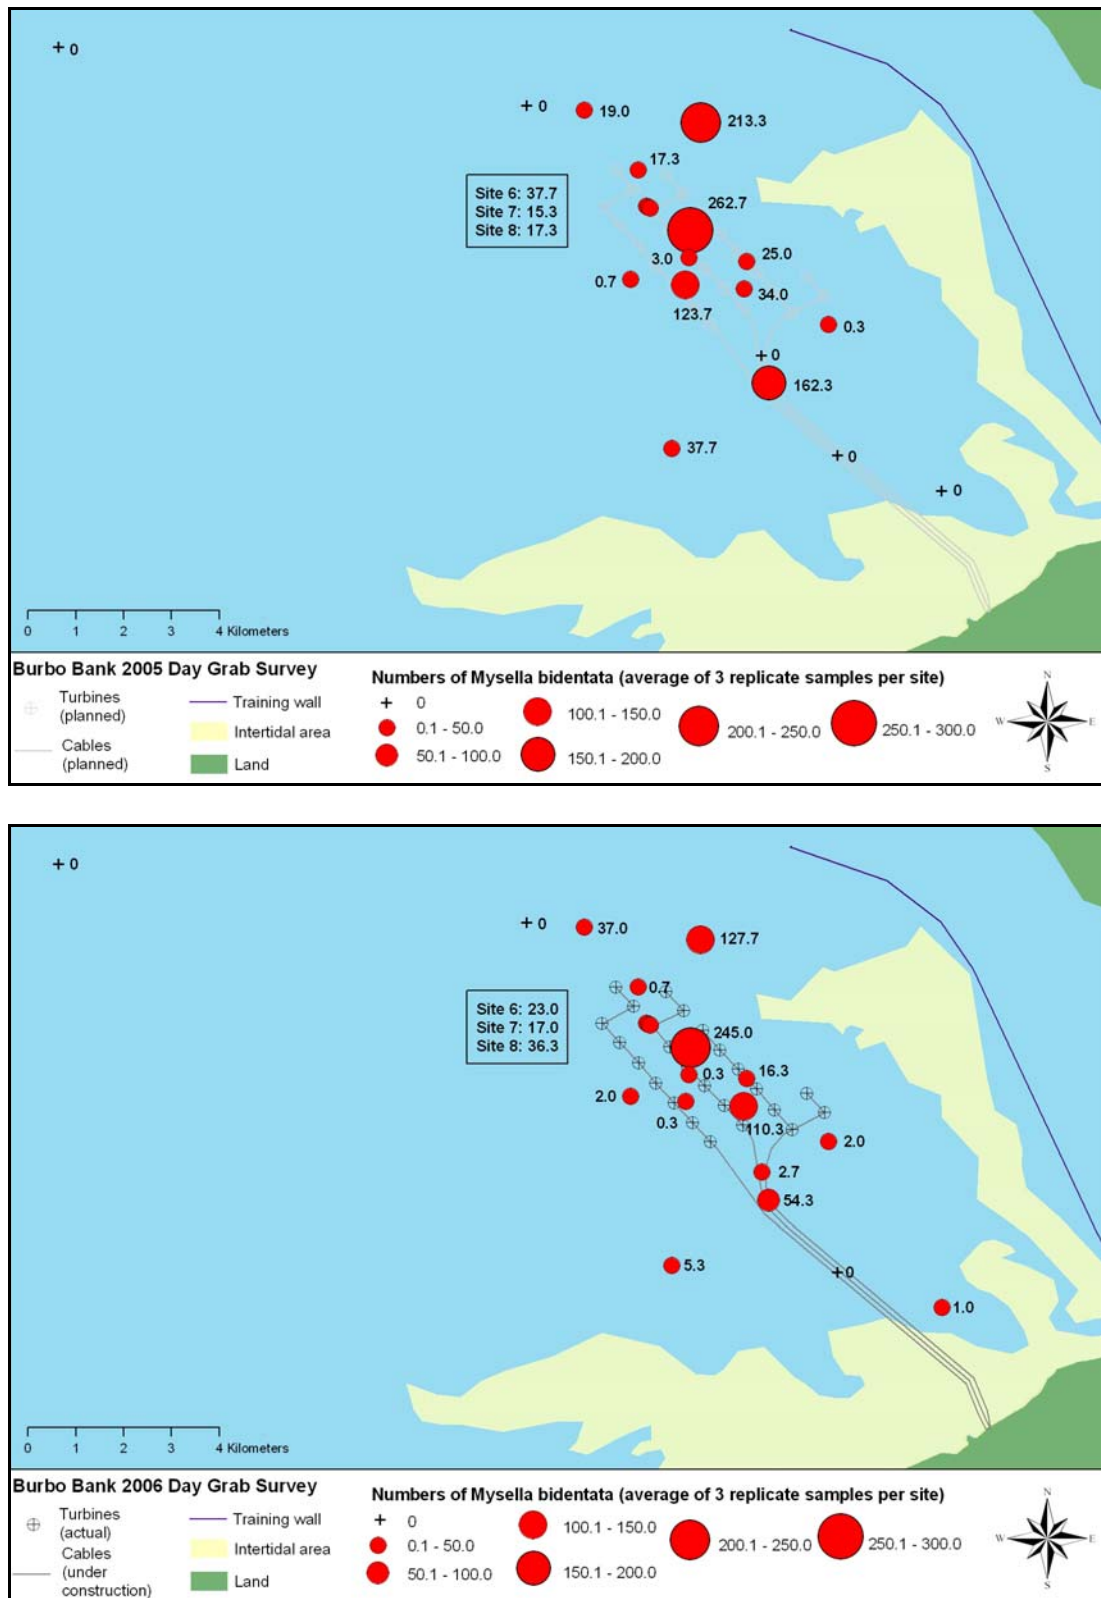 0
0
19.0
213.3
17.3
Site 6: 37.7
Site 7: 15.3
Site 8: 17.3
262.7
3.0
25.0
0.7
34.0
123.7
0.3
0
162.3
37.7
0
0
0 1 2 3 4 Kilometers
Burbo Bank 2005 Day Grab Survey
Turbines
(planned)
Cables
(planned)
Training wall
Intertidal area
Land
Numbers of Mysella bidentata (average of 3 replicate samples per site)
0
0.1 - 50.0
50.1 - 100.0
100.1 - 150.0
150.1 - 200.0
200.1 - 250.0
250.1 - 300.0
N
W E
S
0
0
37.0
127.7
0.7
Site 6: 23.0
Site 7: 17.0
Site 8: 36.3
245.0
0.3
16.3
2.0
0.3
110.3
2.0
2.7
54.3
5.3
0
1.0
0 1 2 3 4 Kilometers
Burbo Bank 2006 Day Grab Survey
Turbines
(actual)
Cables
(under
construction)
Training wall
Intertidal area
Land
Numbers of Mysella bidentata (average of 3 replicate samples per site)
0
0.1 - 50.0
50.1 - 100.0
100.1 - 150.0
150.1 - 200.0
200.1 - 250.0
250.1 - 300.0
N
W E
S